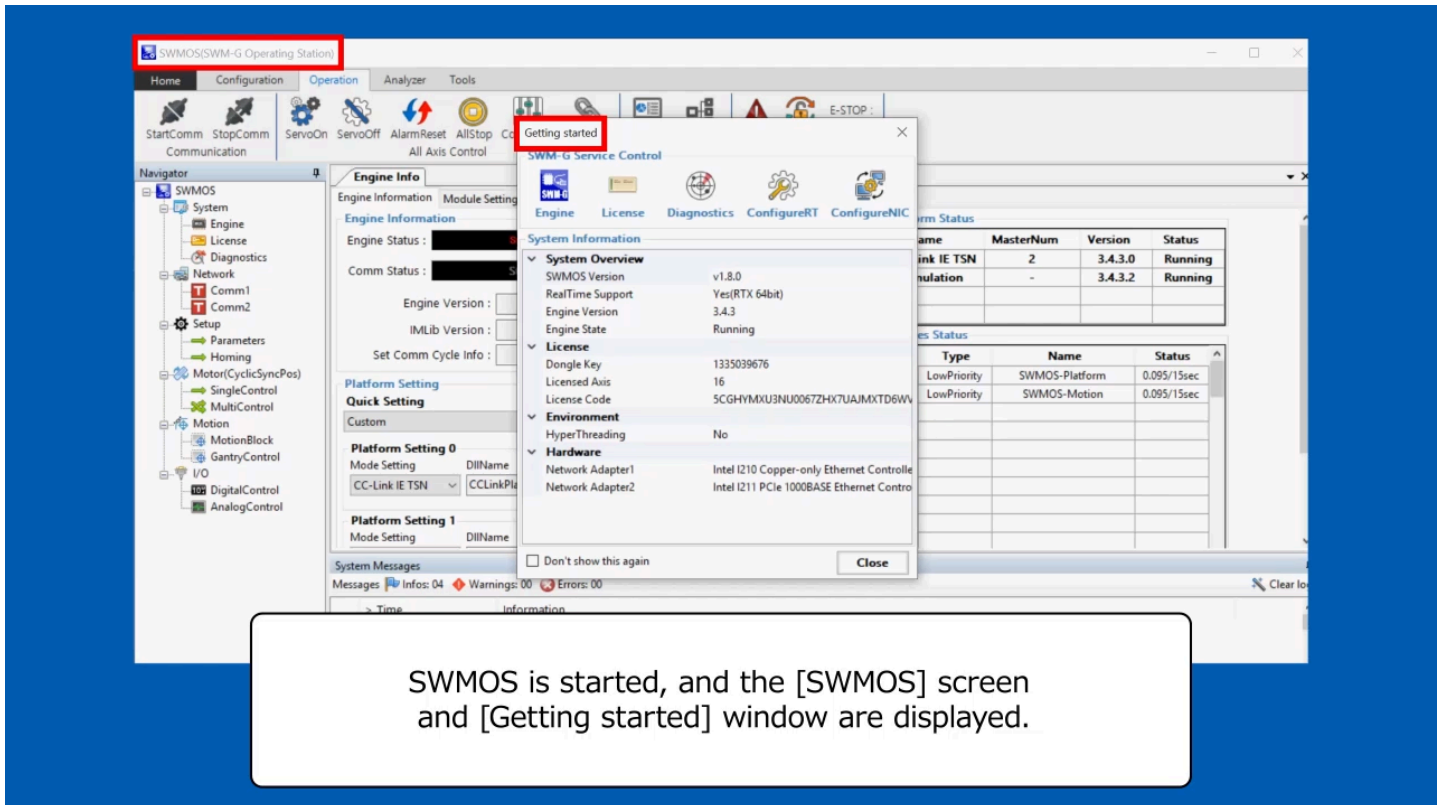 SWMOS(SWM-G Operating Station)
Home Configuration Operation Analyzer Tools
StartComm StopComm ServoOn ServoOff AlarmReset AllStop E-STOP :
Communication All Axis Control
Navigator
SWMOS
System
Engine
License
Diagnostics
Network
Comm1
Comm2
Setup
Parameters
Homing
Motor(CyclicSyncPos)
SingleControl
MultiControl
Motion
MotionBlock
GantryControl
I/O
DigitalControl
AnalogControl
Engine Info
Engine Information Module Setting
Engine Information
Engine Status :
Comm Status :
Engine Version :
IMLib Version :
Set Comm Cycle Info :
Platform Setting
Quick Setting
Custom
Platform Setting 0
Mode Setting DllName
CC-Link IE TSN
Platform Setting 1
Mode Setting DllName
Getting started
SWM-G Service Control
SWM-G
Engine License Diagnostics ConfigureRT ConfigureNIC
System Information
System Overview
SWMOS Version v1.8.0
RealTime Support Yes(RTX 64bit)
Engine Version 3.4.3
Engine State Running
License
Dongle Key 1335039676
Licensed Axis 16
License Code 5CGHYMXU3NU0067ZHX7UAJMXTD6WV
Environment
HyperThreading No
Hardware
Network Adapter1 Intel I210 Copper-only Ethernet Controlle
Network Adapter2 Intel I211 PCIe 1000BASE Ethernet Contro
Don't show this again Close
Status
MasterNum Version Status
IE TSN 2 3.4.3.0 Running
- 3.4.3.2 Running
Status
Type Name Status
LowPriority SWMOS-Platform 0.095/15sec
LowPriority SWMOS-Motion 0.095/15sec
System Messages
Messages Infos: 04 Warnings: 00 Errors: 00 Clear lo
> Time Information
SWMOS is started, and the [SWMOS] screen
and [Getting started] window are displayed.